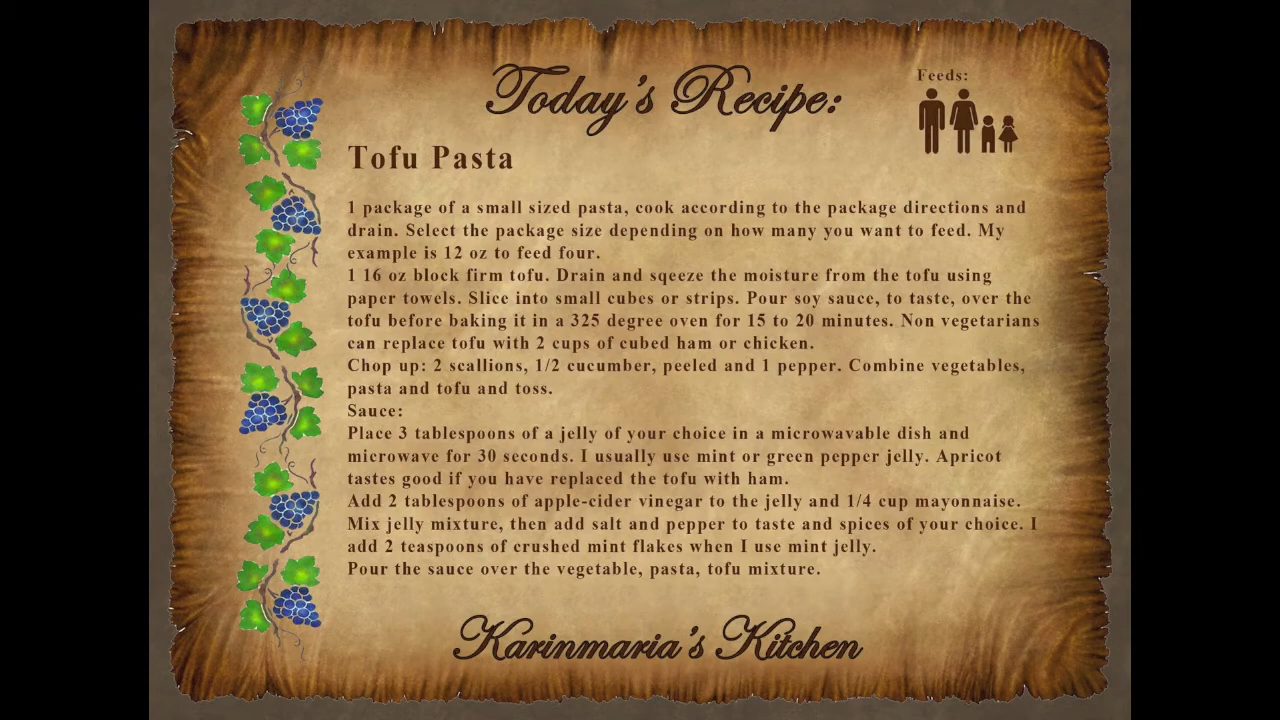 Today's Recipe:
Feeds:
Tofu Pasta
1 package of a small sized pasta, cook according to the package directions and
drain. Select the package size depending on how many you want to feed. My
example is 12 oz to feed four.
1 16 oz block firm tofu. Drain and sqeeze the moisture from the tofu using
paper towels. Slice into small cubes or strips. Pour soy sauce, to taste, over the
tofu before baking it in a 325 degree oven for 15 to 20 minutes. Non vegetarians
can replace tofu with 2 cups of cubed ham or chicken.
Chop up: 2 scallions, 1/2 cucumber, peeled and 1 pepper. Combine vegetables,
pasta and tofu and toss.
Sauce:
Place 3 tablespoons of a jelly of your choice in a microwavable dish and
microwave for 30 seconds. I usually use mint or green pepper jelly. Apricot
tastes good if you have replaced the tofu with ham.
Add 2 tablespoons of apple-cider vinegar to the jelly and 1/4 cup mayonnaise.
Mix jelly mixture, then add salt and pepper to taste and spices of your choice. I
add 2 teaspoons of crushed mint flakes when I use mint jelly.
Pour the sauce over the vegetable, pasta, tofu mixture.
Karinmaria's Kitchen